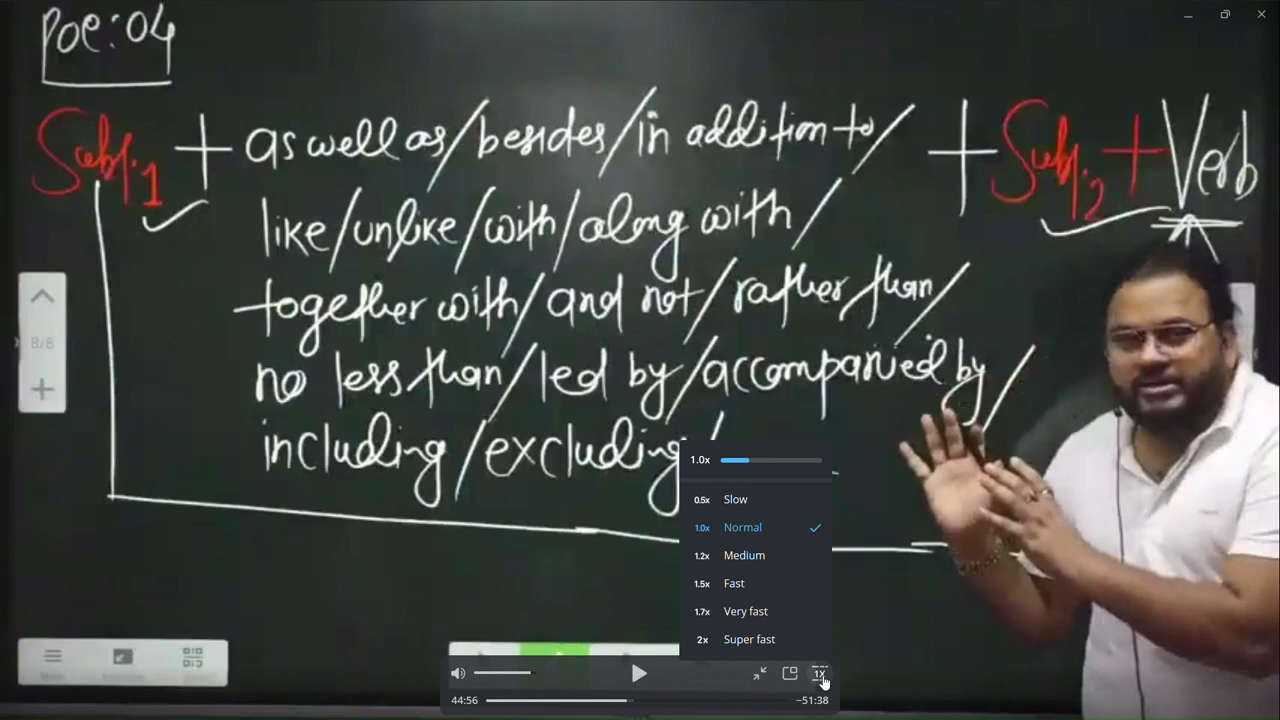 POE:04
Subj.1 + as well as/besides/in addition to/ + Subj.2 + Verb
like/unlike/with/along with/
together with/and not/rather than/
no less than/led by/accompanied by/
including/excluding/
8/8
1.0x
0.5x Slow
1.0x Normal
1.2x Medium
1.5x Fast
1.7x Very fast
2x Super fast
1X
44:56 -51:38